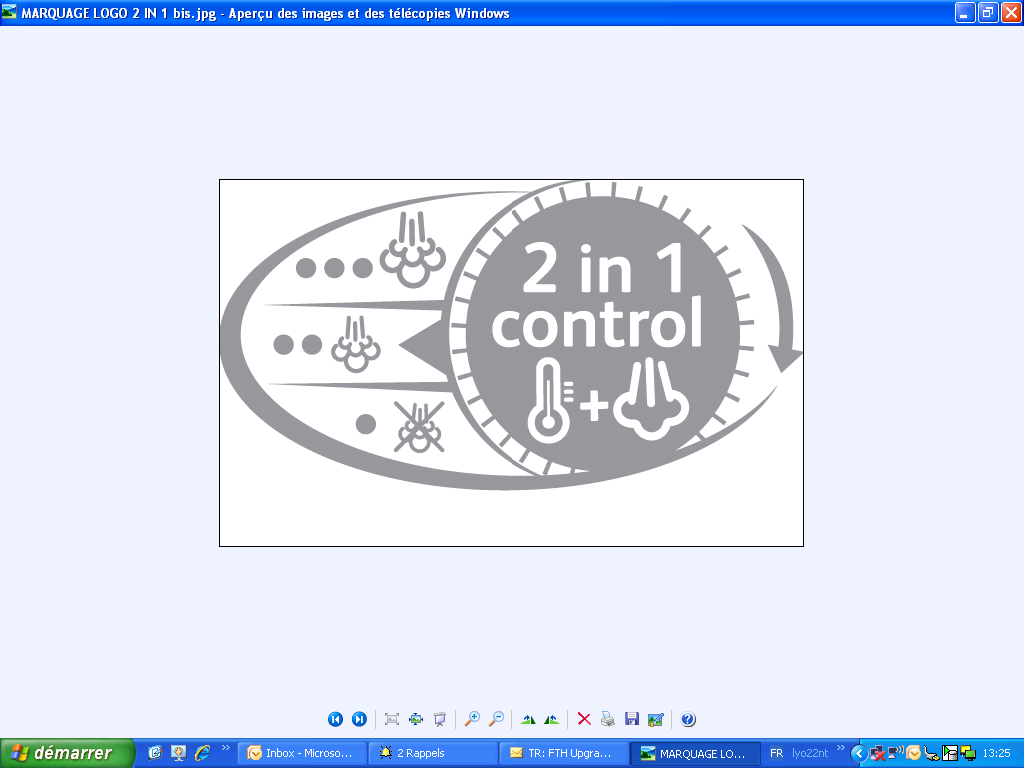 MARQUAGE LOGO 2 IN 1 bis.jpg - Aperçu des images et des télécopies Windows
2 in 1
control
démarrer
Inbox - Microso...
2 Rappels
TR: FTH Upgra...
MARQUAGE LO...
FR
lyo22nt
13:25